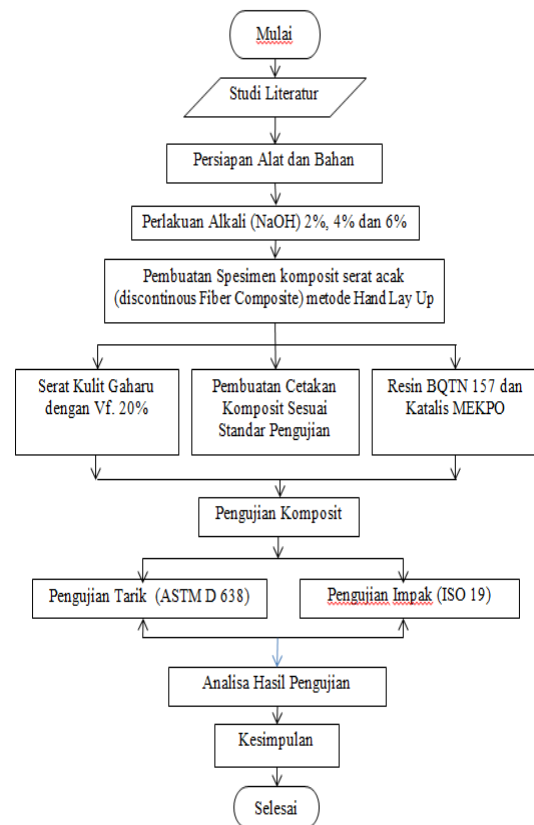 Mulai
Studi Literatur
Persiapan Alat dan Bahan
Perlakuan Alkali (NaOH) 2%, 4% dan 6%
Pembuatan Spesimen komposit serat acak
(discontinous Fiber Composite) metode Hand Lay Up
Serat Kulit Gaharu
dengan Vf. 20%
Pembuatan Cetakan
Komposit Sesuai
Standar Pengujian
Resin BQTN 157 dan
Katalis MEKPO
Pengujian Komposit
Pengujian Tarik (ASTM D 638)
Pengujian Impak (ISO 19)
Analisa Hasil Pengujian
Kesimpulan
Selesai